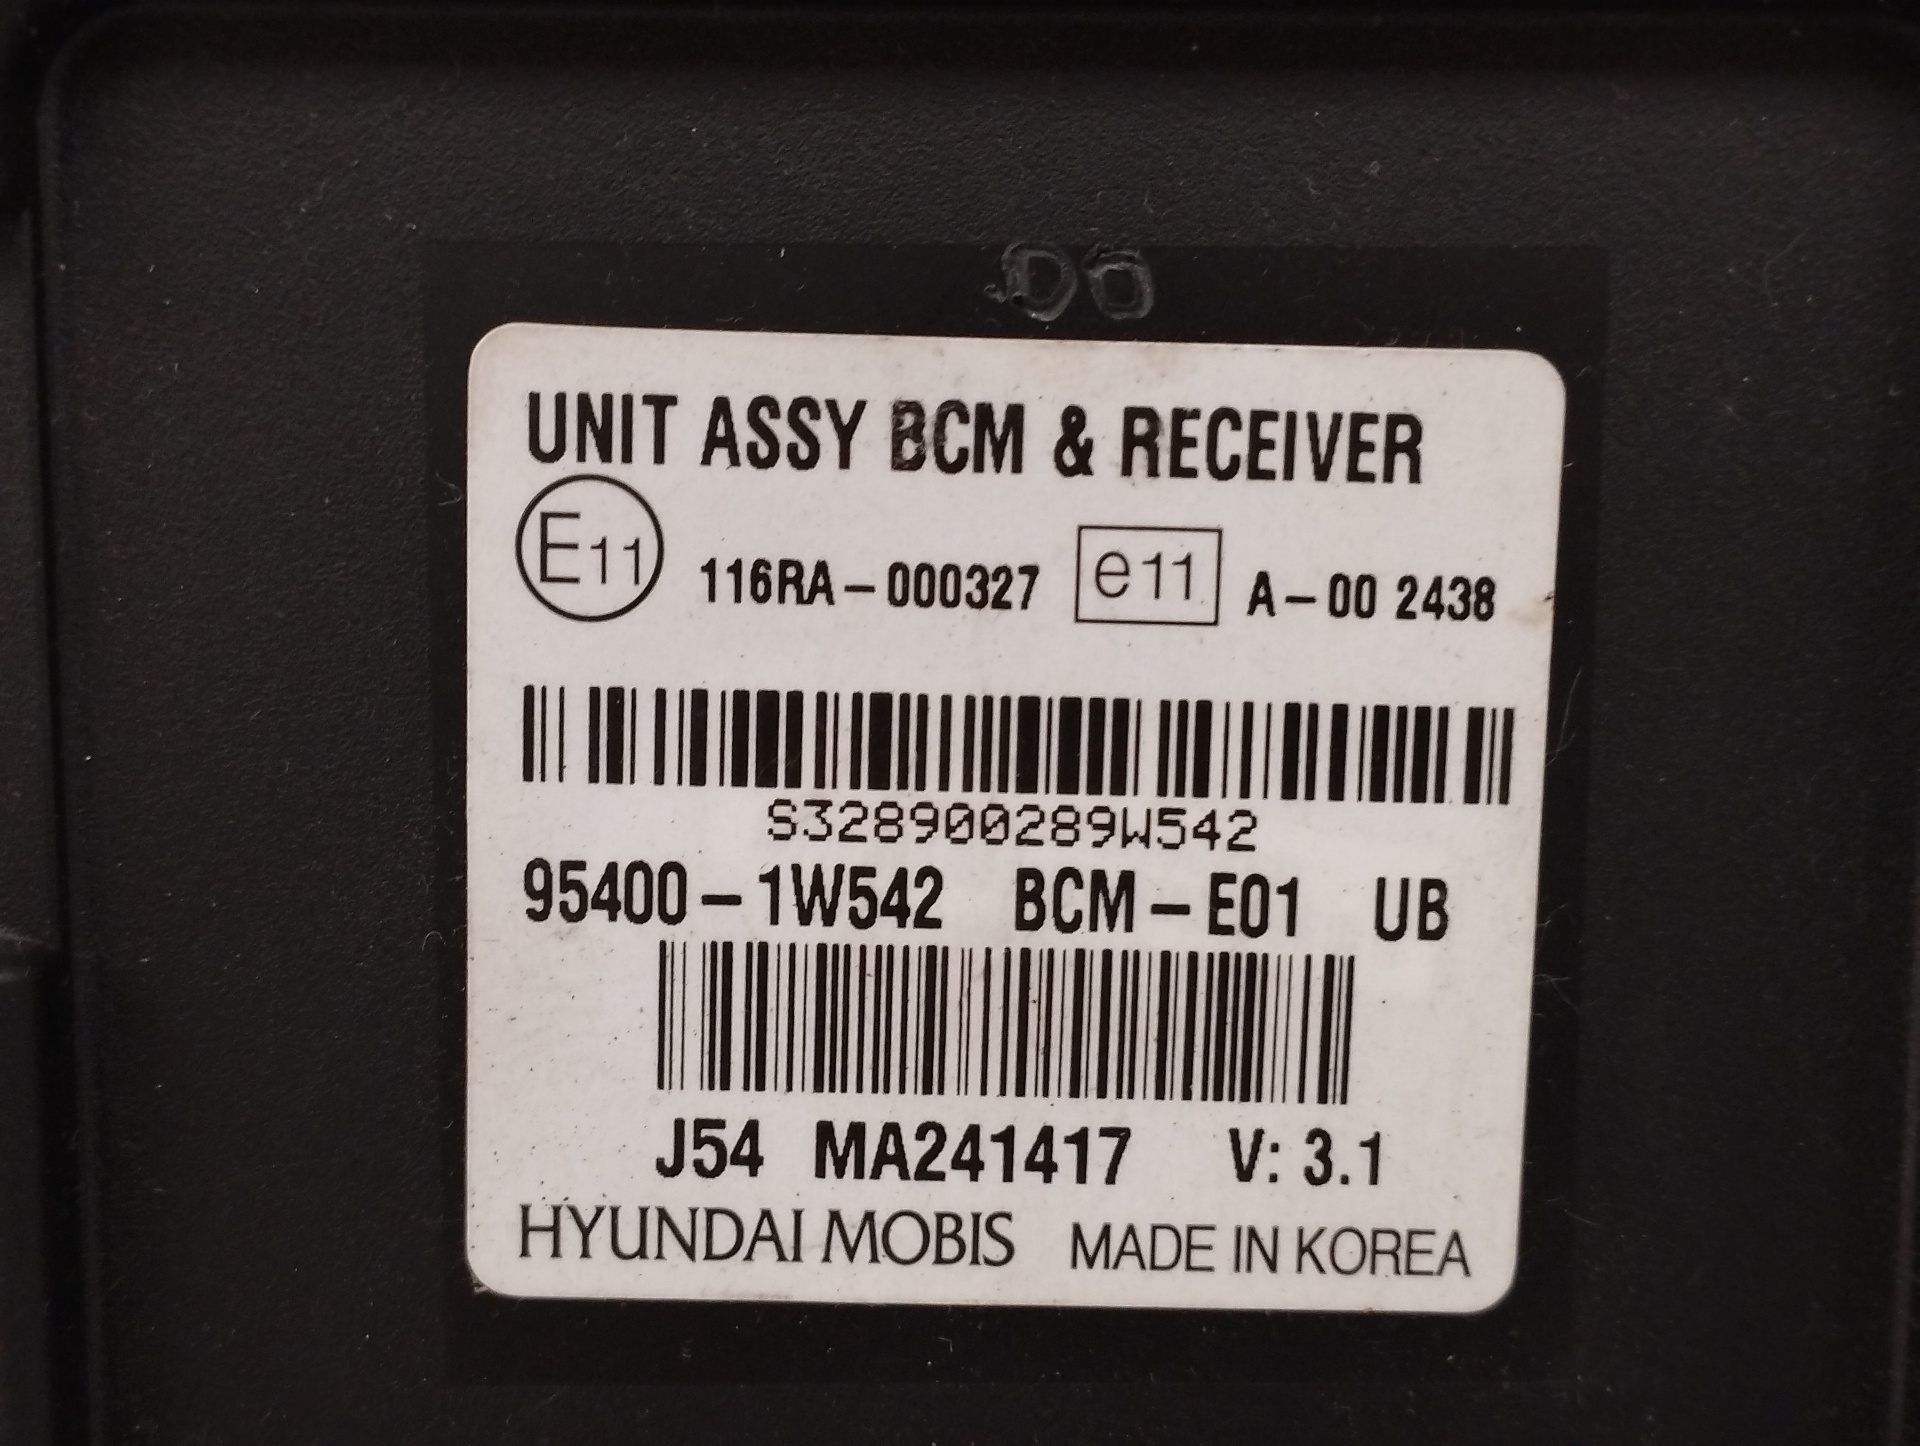 UNIT ASSY BCM & RECEIVER
E11 116RA-000327 e11 A-00 2438
S328900289W542
95400-1W542 BCM-E01 UB
J54 MA241417 V: 3.1
HYUNDAI MOBIS MADE IN KOREA